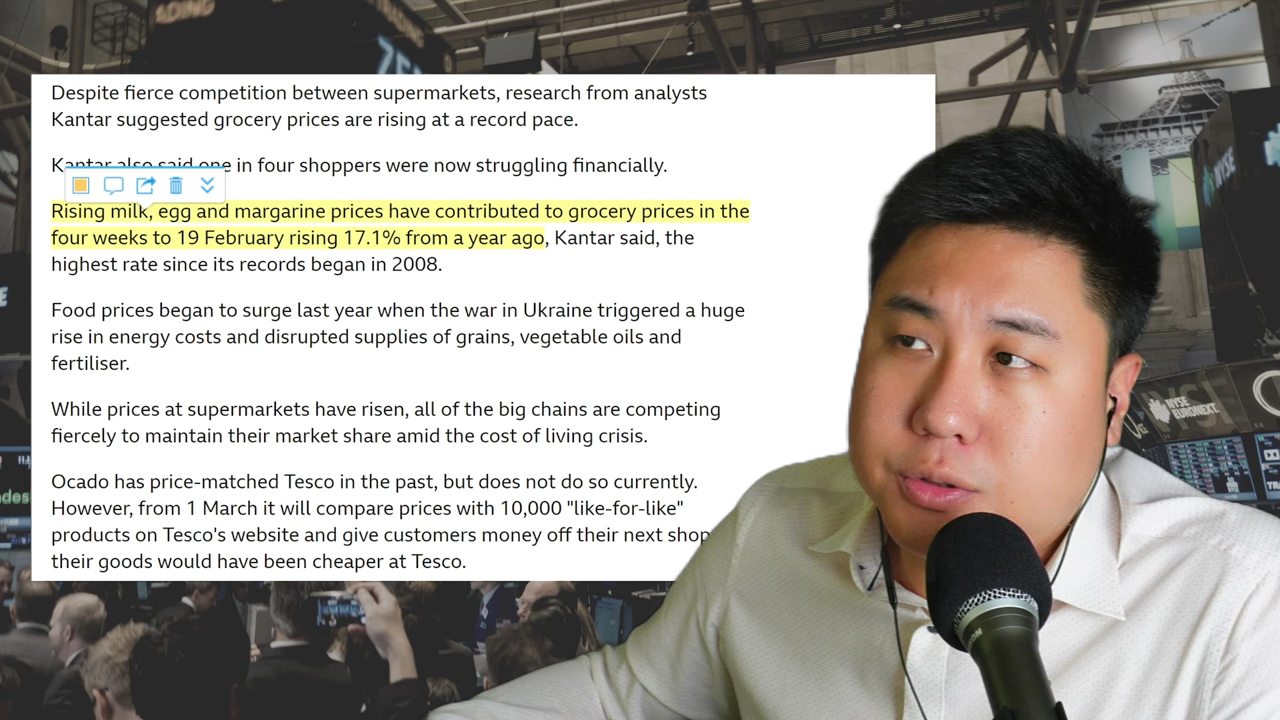 ADING
Despite fierce competition between supermarkets, research from analysts
Kantar suggested grocery prices are rising at a record pace.
Kantar also said one in four shoppers were now struggling financially.
Rising milk, egg and margarine prices have contributed to grocery prices in the
four weeks to 19 February rising 17.1% from a year ago, Kantar said, the
highest rate since its records began in 2008.
Food prices began to surge last year when the war in Ukraine triggered a huge
rise in energy costs and disrupted supplies of grains, vegetable oils and
fertiliser.
While prices at supermarkets have risen, all of the big chains are competing
fiercely to maintain their market share amid the cost of living crisis.
Ocado has price-matched Tesco in the past, but does not do so currently.
However, from 1 March it will compare prices with 10,000 "like-for-like"
products on Tesco's website and give customers money off their next shop
their goods would have been cheaper at Tesco.
NYSE
NYSE
EURONEXT.